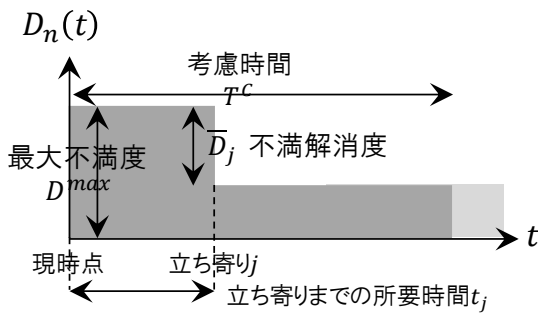 D_n(t)
考慮時間
T^C
最大不満度
D^max
D̅_j 不満解消度
t
現時点
立ち寄りj
立ち寄りまでの所要時間t_j